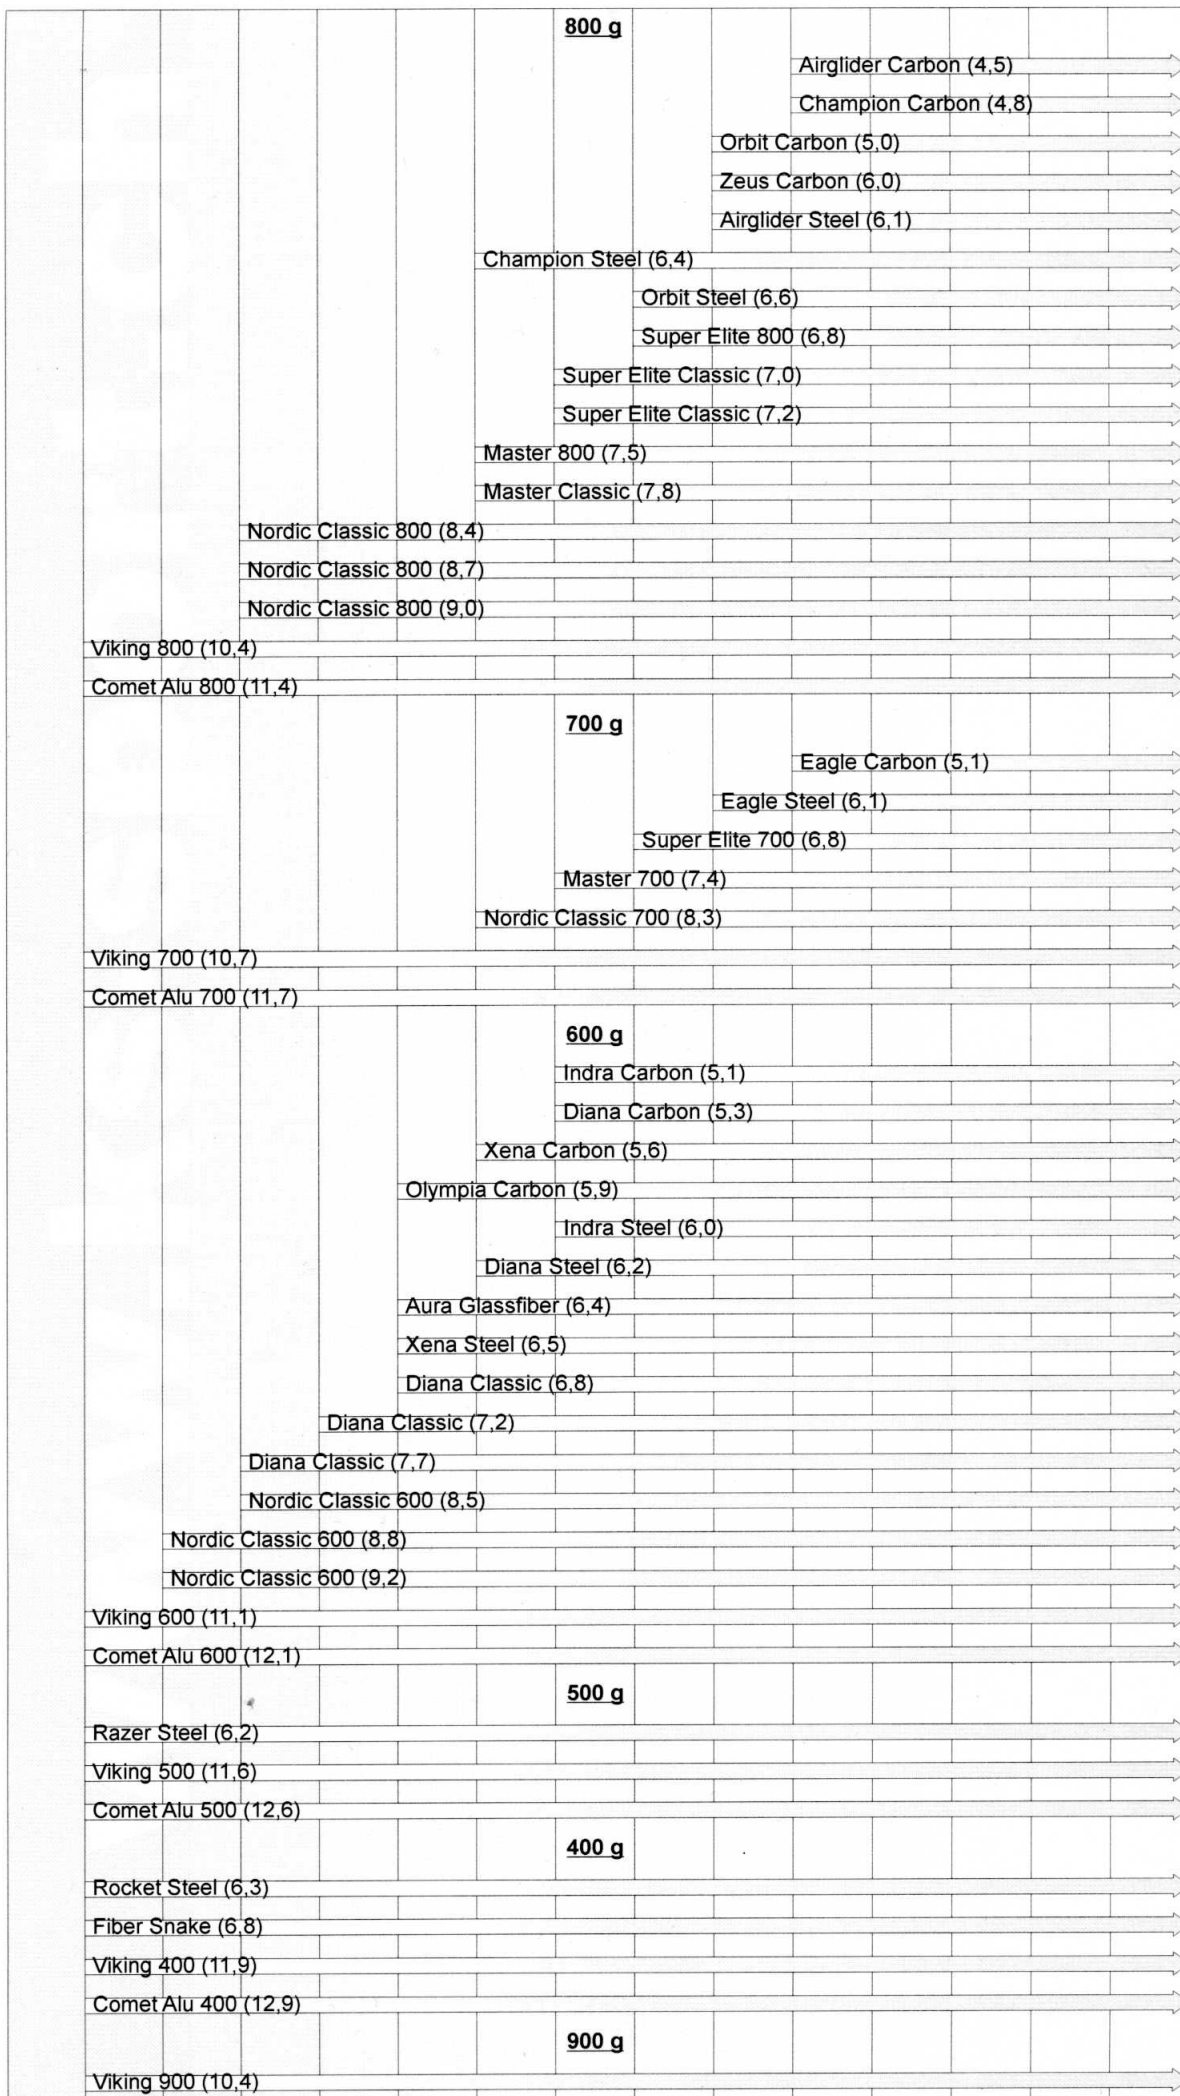 800 g
Airglider Carbon (4,5)
Champion Carbon (4,8)
Orbit Carbon (5,0)
Zeus Carbon (6,0)
Airglider Steel (6,1)
Champion Steel (6,4)
Orbit Steel (6,6)
Super Elite 800 (6,8)
Super Elite Classic (7,0)
Super Elite Classic (7,2)
Master 800 (7,5)
Master Classic (7,8)
Nordic Classic 800 (8,4)
Nordic Classic 800 (8,7)
Nordic Classic 800 (9,0)
Viking 800 (10,4)
Comet Alu 800 (11,4)
700 g
Eagle Carbon (5,1)
Eagle Steel (6,1)
Super Elite 700 (6,8)
Master 700 (7,4)
Nordic Classic 700 (8,3)
Viking 700 (10,7)
Comet Alu 700 (11,7)
600 g
Indra Carbon (5,1)
Diana Carbon (5,3)
Xena Carbon (5,6)
Olympia Carbon (5,9)
Indra Steel (6,0)
Diana Steel (6,2)
Aura Glassfiber (6,4)
Xena Steel (6,5)
Diana Classic (6,8)
Diana Classic (7,2)
Diana Classic (7,7)
Nordic Classic 600 (8,5)
Nordic Classic 600 (8,8)
Nordic Classic 600 (9,2)
Viking 600 (11,1)
Comet Alu 600 (12,1)
500 g
Razer Steel (6,2)
Viking 500 (11,6)
Comet Alu 500 (12,6)
400 g
Rocket Steel (6,3)
Fiber Snake (6,8)
Viking 400 (11,9)
Comet Alu 400 (12,9)
900 g
Viking 900 (10,4)